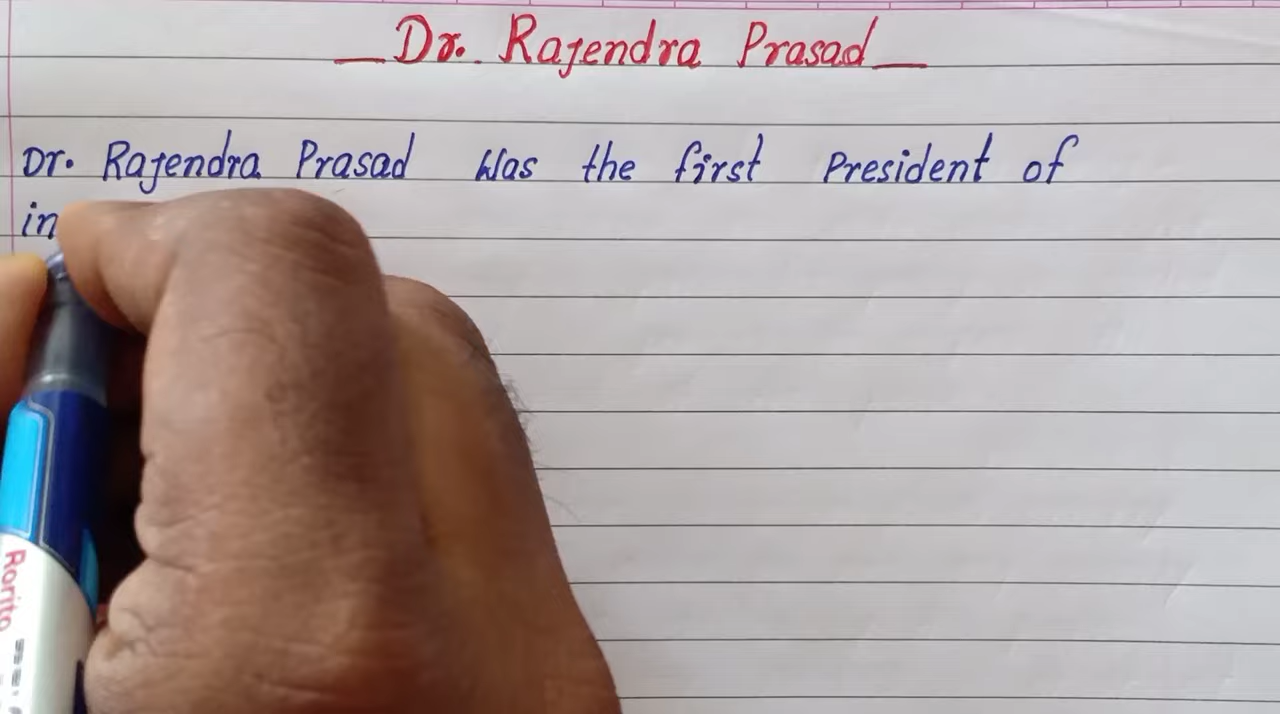 Dr. Rajendra Prasad
Dr. Rajendra Prasad was the first President of
in
Rorito